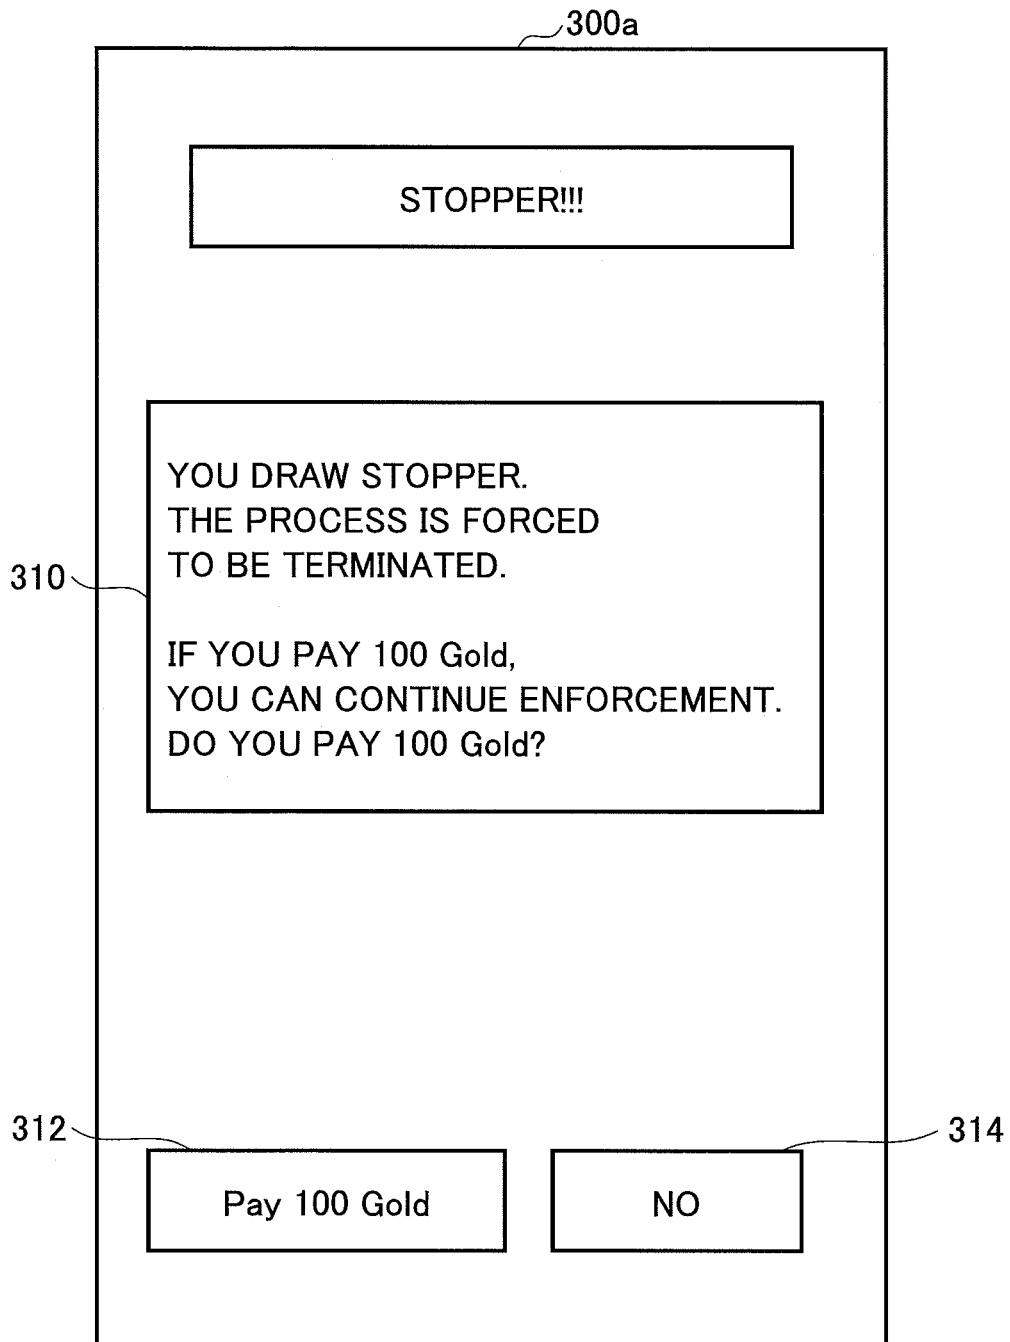 300a
STOPPER!!!
YOU DRAW STOPPER.
THE PROCESS IS FORCED
TO BE TERMINATED.
310
IF YOU PAY 100 Gold,
YOU CAN CONTINUE ENFORCEMENT.
DO YOU PAY 100 Gold?
312
314
Pay 100 Gold
NO